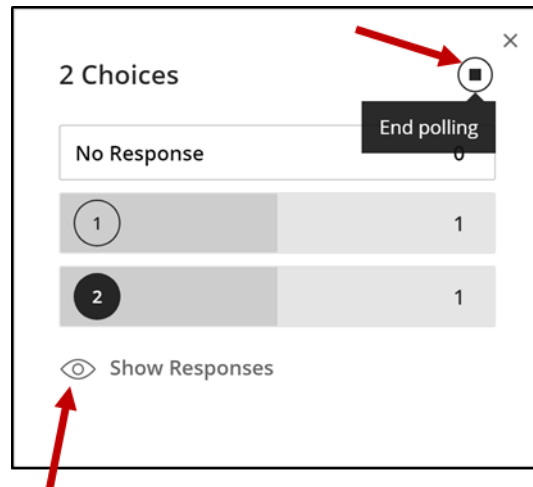 2 Choices
End polling
No Response 0
1 1
2 1
Show Responses